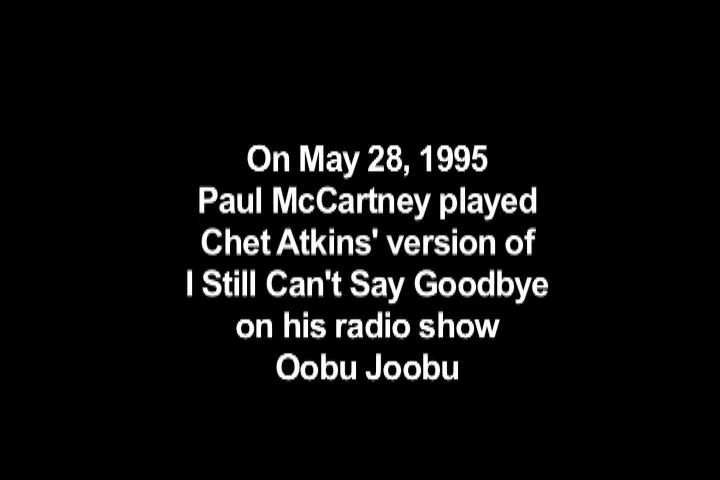 On May 28, 1995
Paul McCartney played
Chet Atkins' version of
I Still Can't Say Goodbye
on his radio show
Oobu Joobu